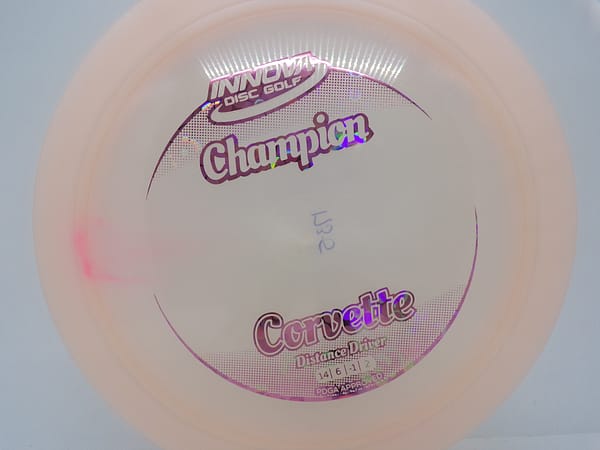 INNOVA
DISC GOLF
Champion
Corvette
Distance Driver
14 | 6 | -1 | 2
PDGA APPROVED